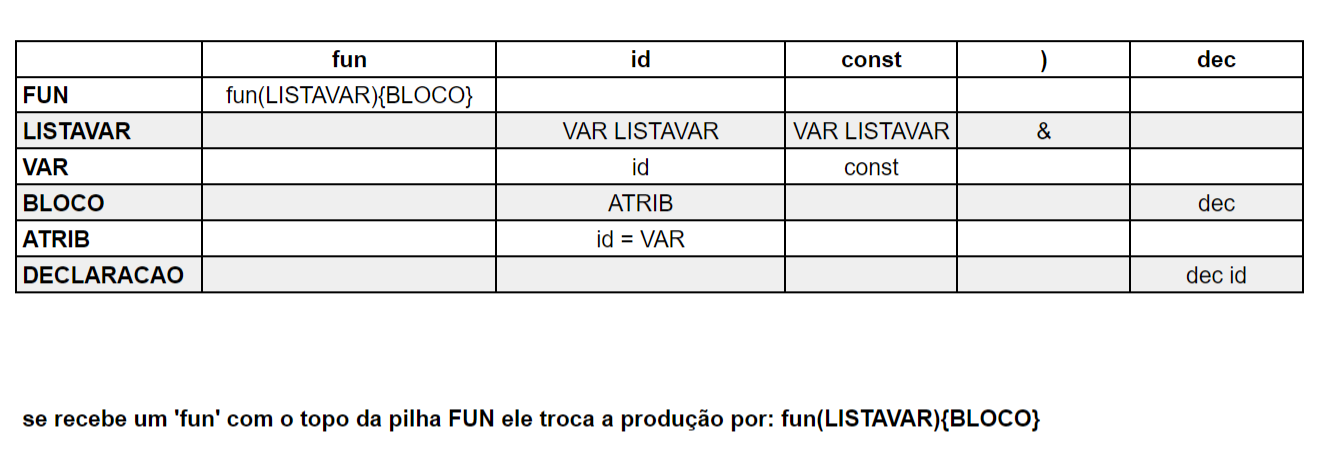 fun id const ) dec
FUN fun(LISTAVAR){BLOCO}
LISTAVAR VAR LISTAVAR VAR LISTAVAR &
VAR id const
BLOCO ATRIB dec
ATRIB id = VAR
DECLARACAO dec id
se recebe um 'fun' com o topo da pilha FUN ele troca a produção por: fun(LISTAVAR){BLOCO}